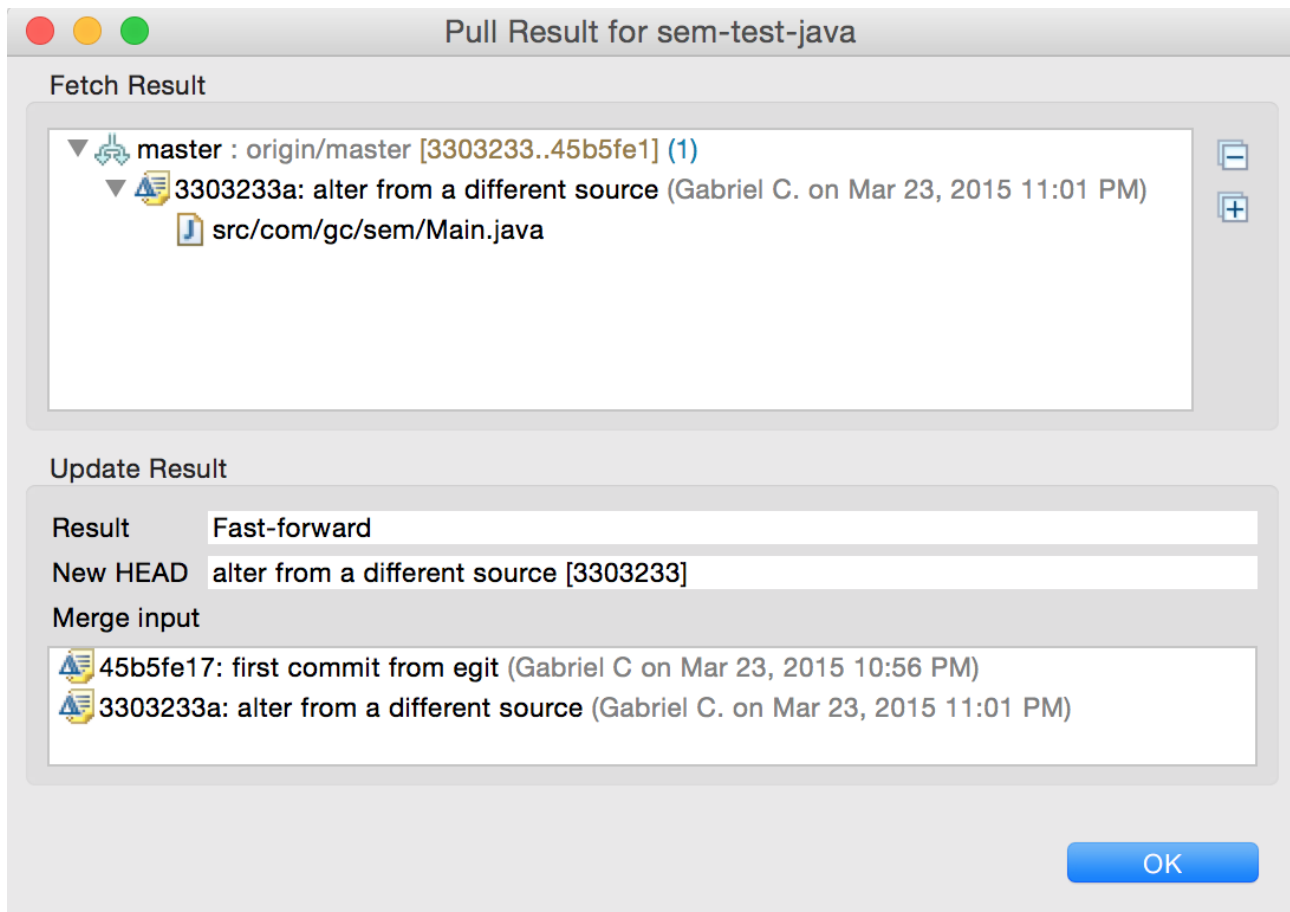 Pull Result for sem-test-java
Fetch Result
master : origin/master [3303233..45b5fe1] (1)
3303233a: alter from a different source (Gabriel C. on Mar 23, 2015 11:01 PM)
J src/com/gc/sem/Main.java
Update Result
Result Fast-forward
New HEAD alter from a different source [3303233]
Merge input
45b5fe17: first commit from egit (Gabriel C on Mar 23, 2015 10:56 PM)
3303233a: alter from a different source (Gabriel C. on Mar 23, 2015 11:01 PM)
OK